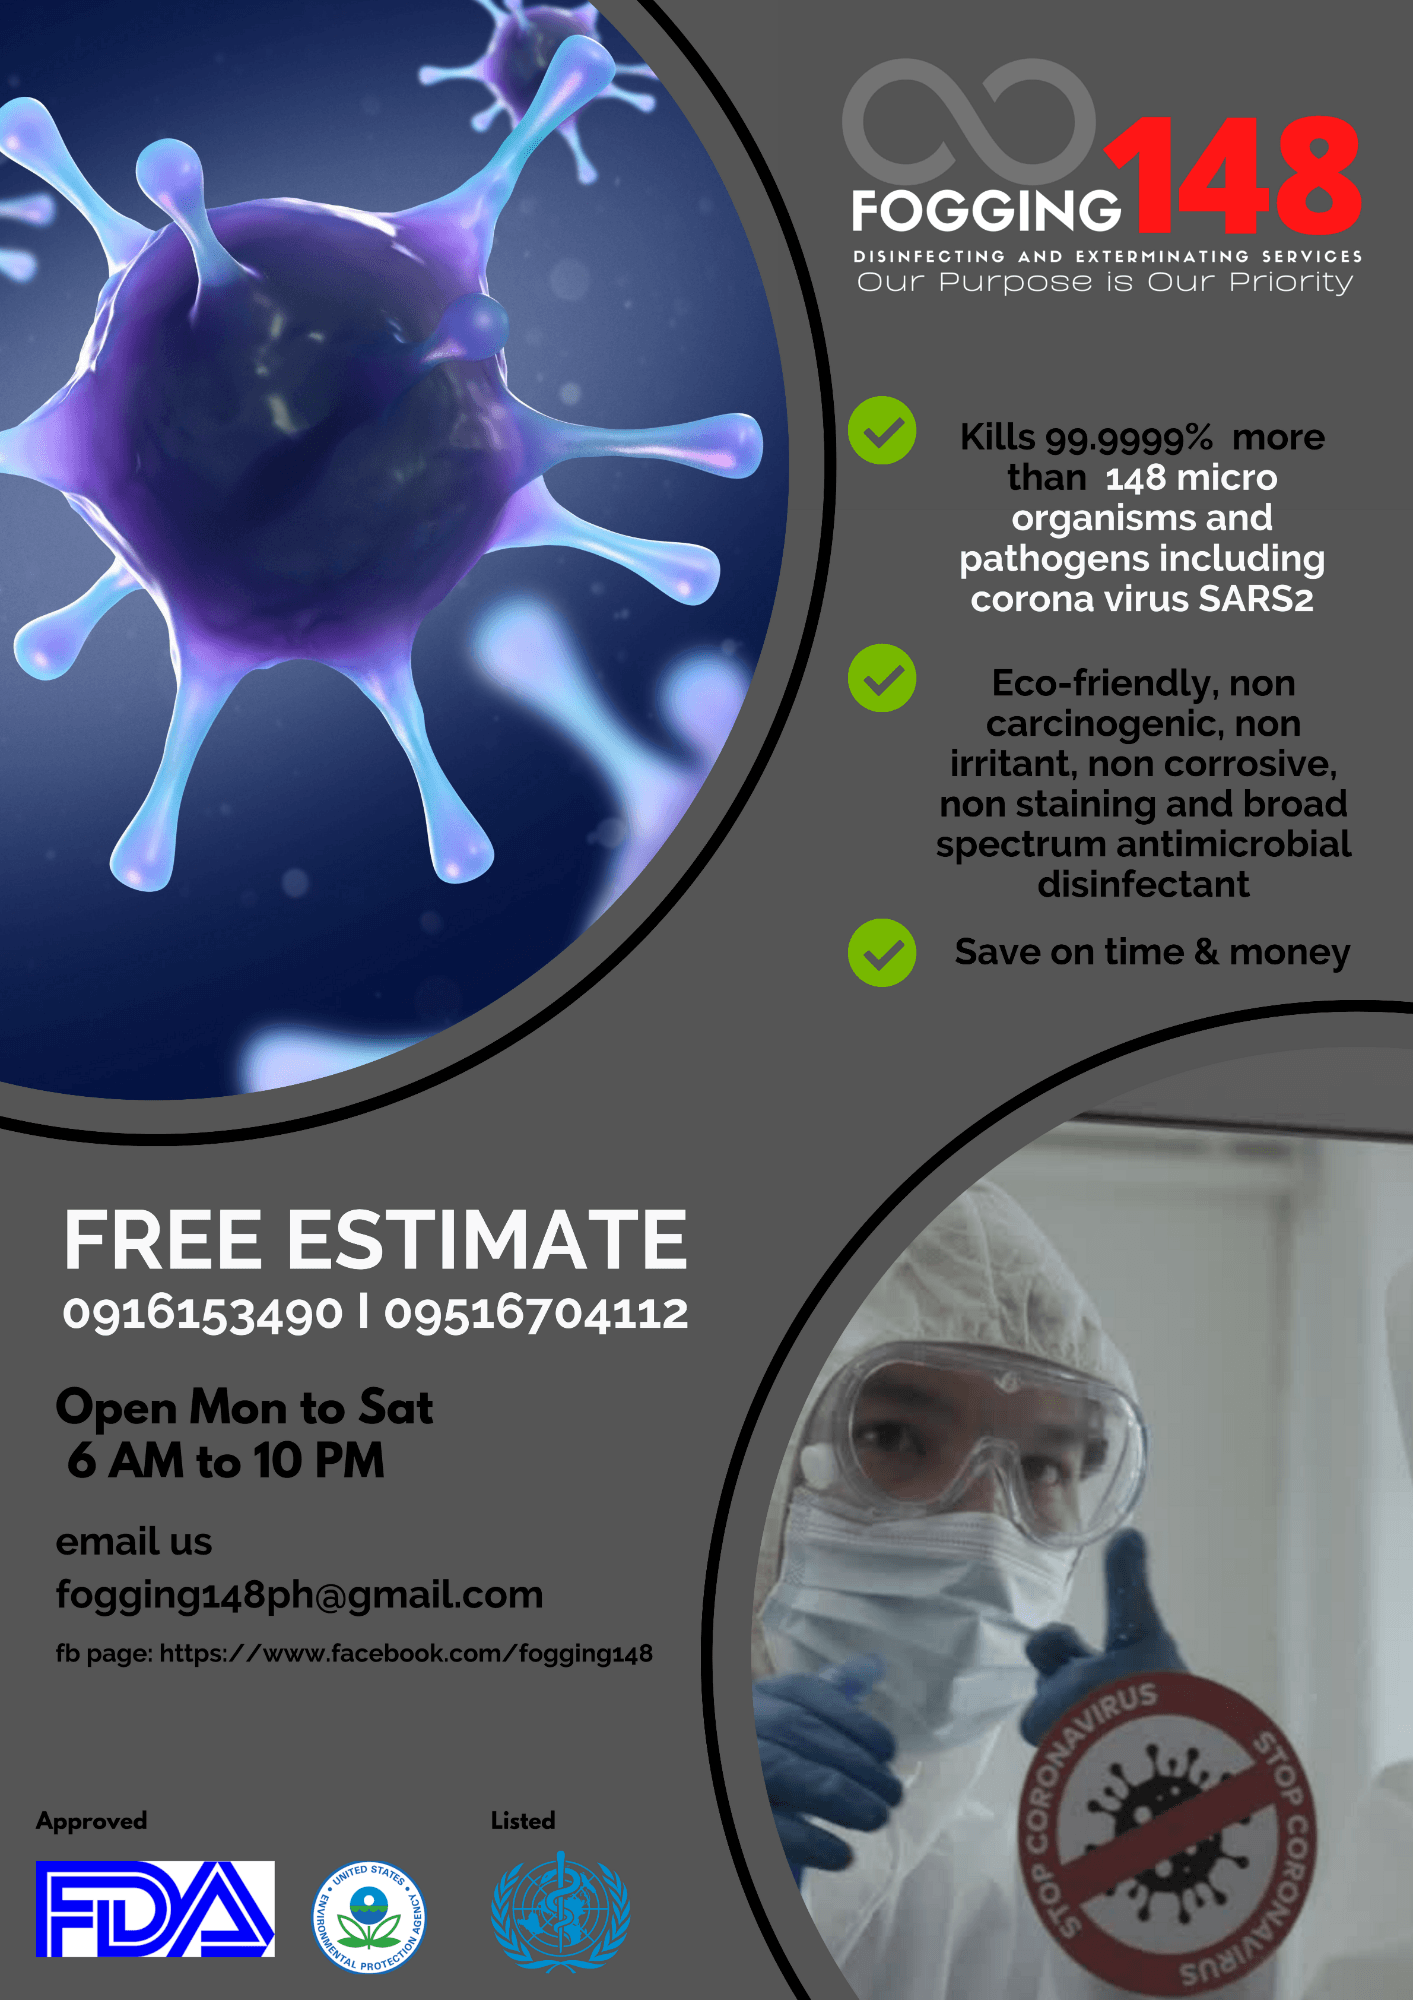 FOGGING 148
DISINFECTING AND EXTERMINATING SERVICES
Our Purpose is Our Priority
Kills 99.9999% more
than 148 micro
organisms and
pathogens including
corona virus SARS2
Eco-friendly, non
carcinogenic, non
irritant, non corrosive,
non staining and broad
spectrum antimicrobial
disinfectant
Save on time & money
FREE ESTIMATE
0916153490 I 09516704112
Open Mon to Sat
6 AM to 10 PM
email us
fogging148ph@gmail.com
fb page: https://www.facebook.com/fogging148
Approved
Listed
FDA
UNITED STATES
ENVIRONMENTAL PROTECTION AGENCY
STOP CORONAVIRUS
STOP CORONAVIRUS